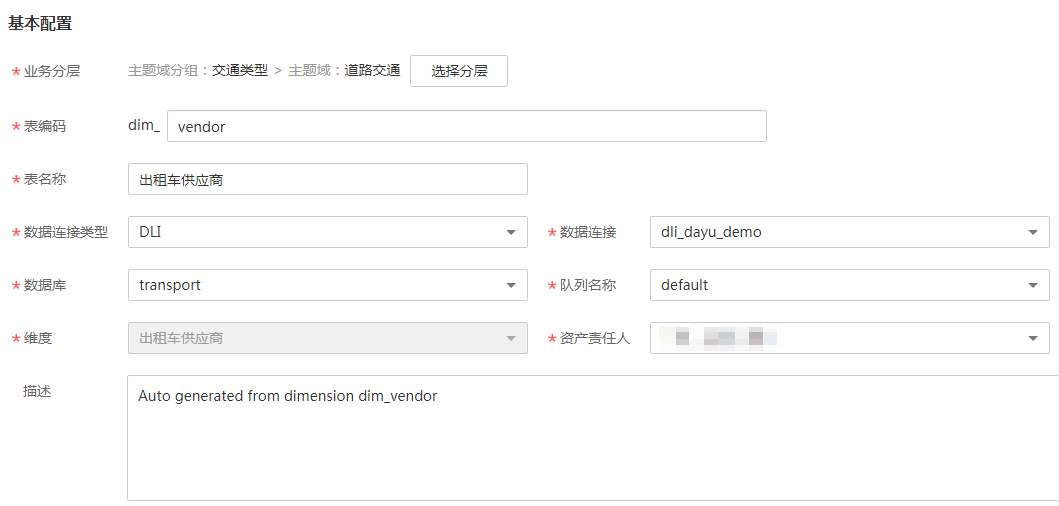 基本配置
* 业务分层 主题域分组：交通类型 > 主题域：道路交通 选择分层
* 表编码 dim_ vendor
* 表名称 出租车供应商
* 数据连接类型 DLI * 数据连接 dli_dayu_demo
* 数据库 transport * 队列名称 default
* 维度 出租车供应商 * 资产责任人
描述 Auto generated from dimension dim_vendor